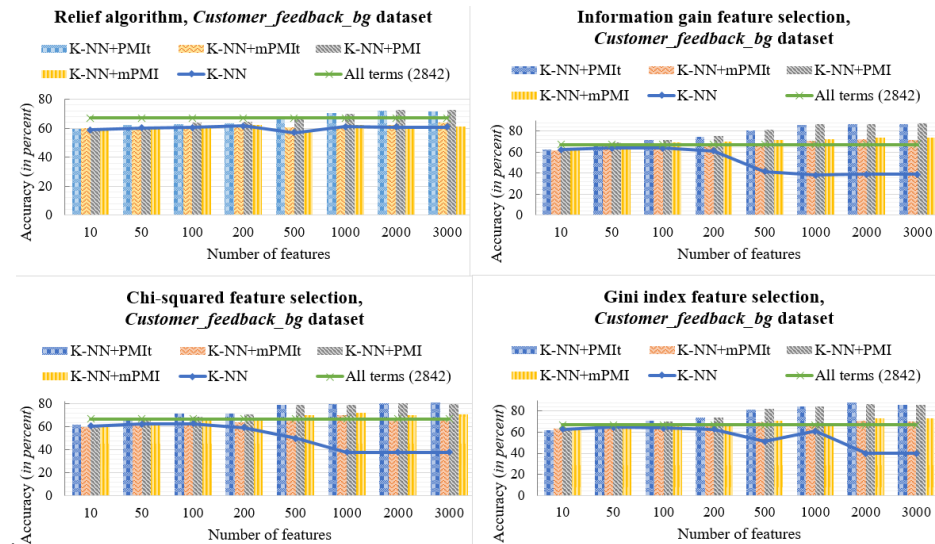 Relief algorithm, Customer_feedback_bg dataset
K-NN+PMIt K-NN+mPMIt K-NN+PMI
K-NN+mPMI K-NN All terms (2842)
Accuracy (in percent)
80
60
40
20
0
10 50 100 200 500 1000 2000 3000
Number of features
Information gain feature selection,
Customer_feedback_bg dataset
K-NN+PMIt K-NN+mPMIt K-NN+PMI
K-NN+mPMI K-NN All terms (2842)
Accuracy (in percent)
80
60
40
20
0
10 50 100 200 500 1000 2000 3000
Number of features
Chi-squared feature selection,
Customer_feedback_bg dataset
K-NN+PMIt K-NN+mPMIt K-NN+PMI
K-NN+mPMI K-NN All terms (2842)
Accuracy (in percent)
80
60
40
20
0
10 50 100 200 500 1000 2000 3000
Number of features
Gini index feature selection,
Customer_feedback_bg dataset
K-NN+PMIt K-NN+mPMIt K-NN+PMI
K-NN+mPMI K-NN All terms (2842)
Accuracy (in percent)
80
60
40
20
0
10 50 100 200 500 1000 2000 3000
Number of features